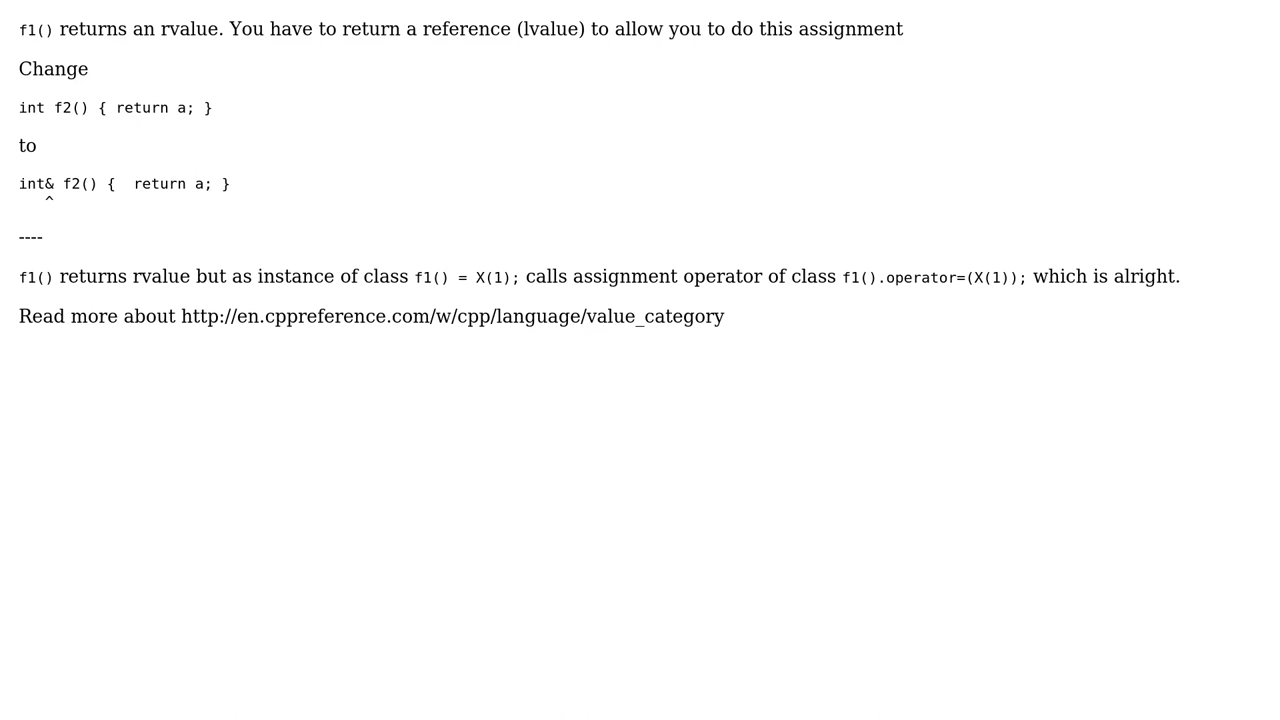 f1() returns an rvalue. You have to return a reference (lvalue) to allow you to do this assignment
Change
int f2() { return a; }
to
int& f2() {  return a; }
   ^
----
f1() returns rvalue but as instance of class f1() = X(1); calls assignment operator of class f1().operator=(X(1)); which is alright.
Read more about http://en.cppreference.com/w/cpp/language/value_category